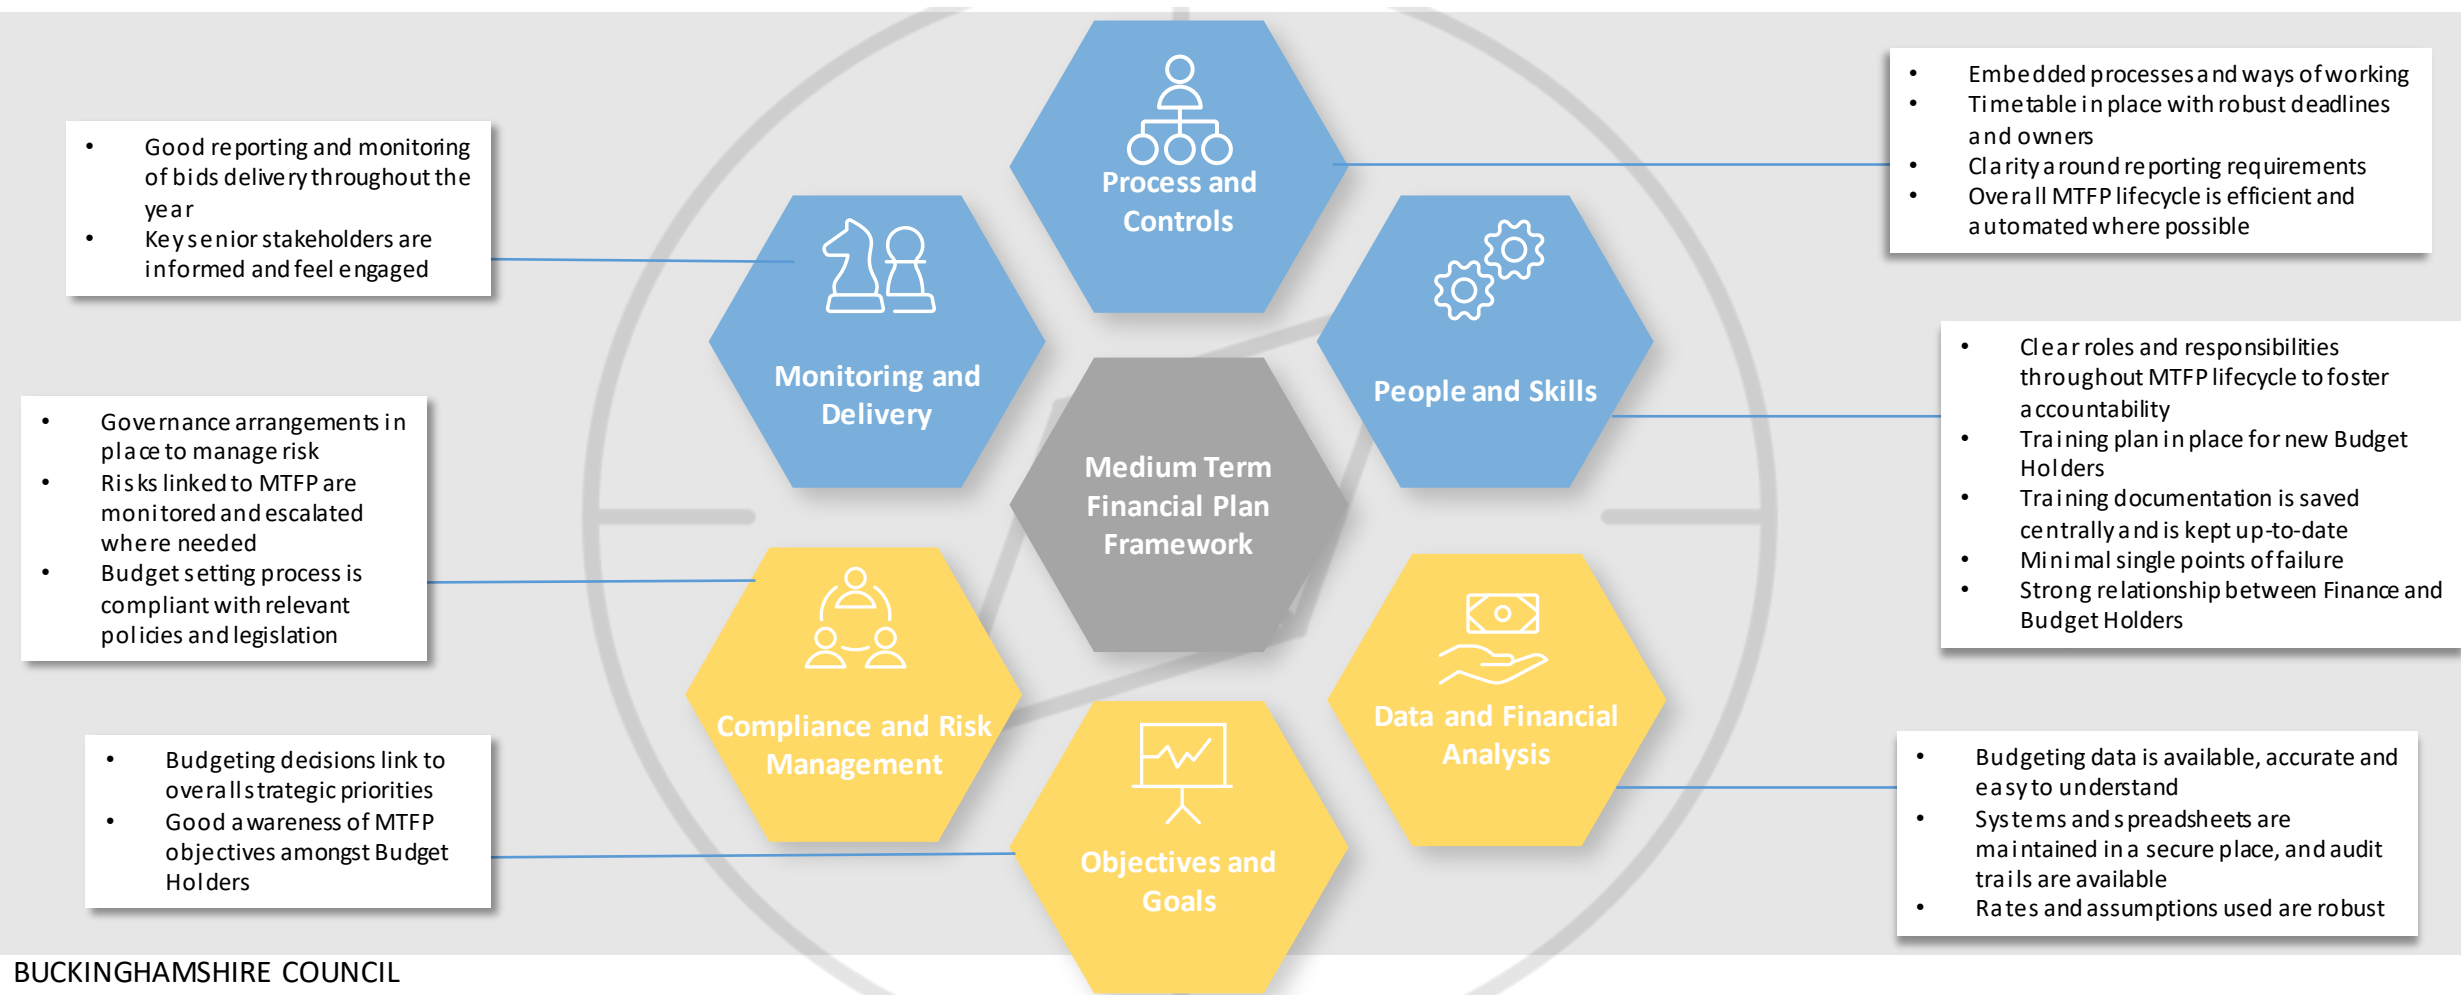 Process and
Controls
• Embedded processes and ways of working
• Timetable in place with robust deadlines
and owners
• Clarity around reporting requirements
• Overall MTFP lifecycle is efficient and
automated where possible
• Good reporting and monitoring
of bids delivery throughout the
year
• Key senior stakeholders are
informed and feel engaged
Monitoring and
Delivery
People and Skills
• Clear roles and responsibilities
throughout MTFP lifecycle to foster
accountability
• Training plan in place for new Budget
Holders
• Training documentation is saved
centrally and is kept up-to-date
• Minimal single points of failure
• Strong relationship between Finance and
Budget Holders
Medium Term
Financial Plan
Framework
• Governance arrangements in
place to manage risk
• Risks linked to MTFP are
monitored and escalated
where needed
• Budget setting process is
compliant with relevant
policies and legislation
Compliance and Risk
Management
Data and Financial
Analysis
• Budgeting data is available, accurate and
easy to understand
• Systems and spreadsheets are
maintained in a secure place, and audit
trails are available
• Rates and assumptions used are robust
• Budgeting decisions link to
overall strategic priorities
• Good awareness of MTFP
objectives amongst Budget
Holders
Objectives and
Goals
BUCKINGHAMSHIRE COUNCIL